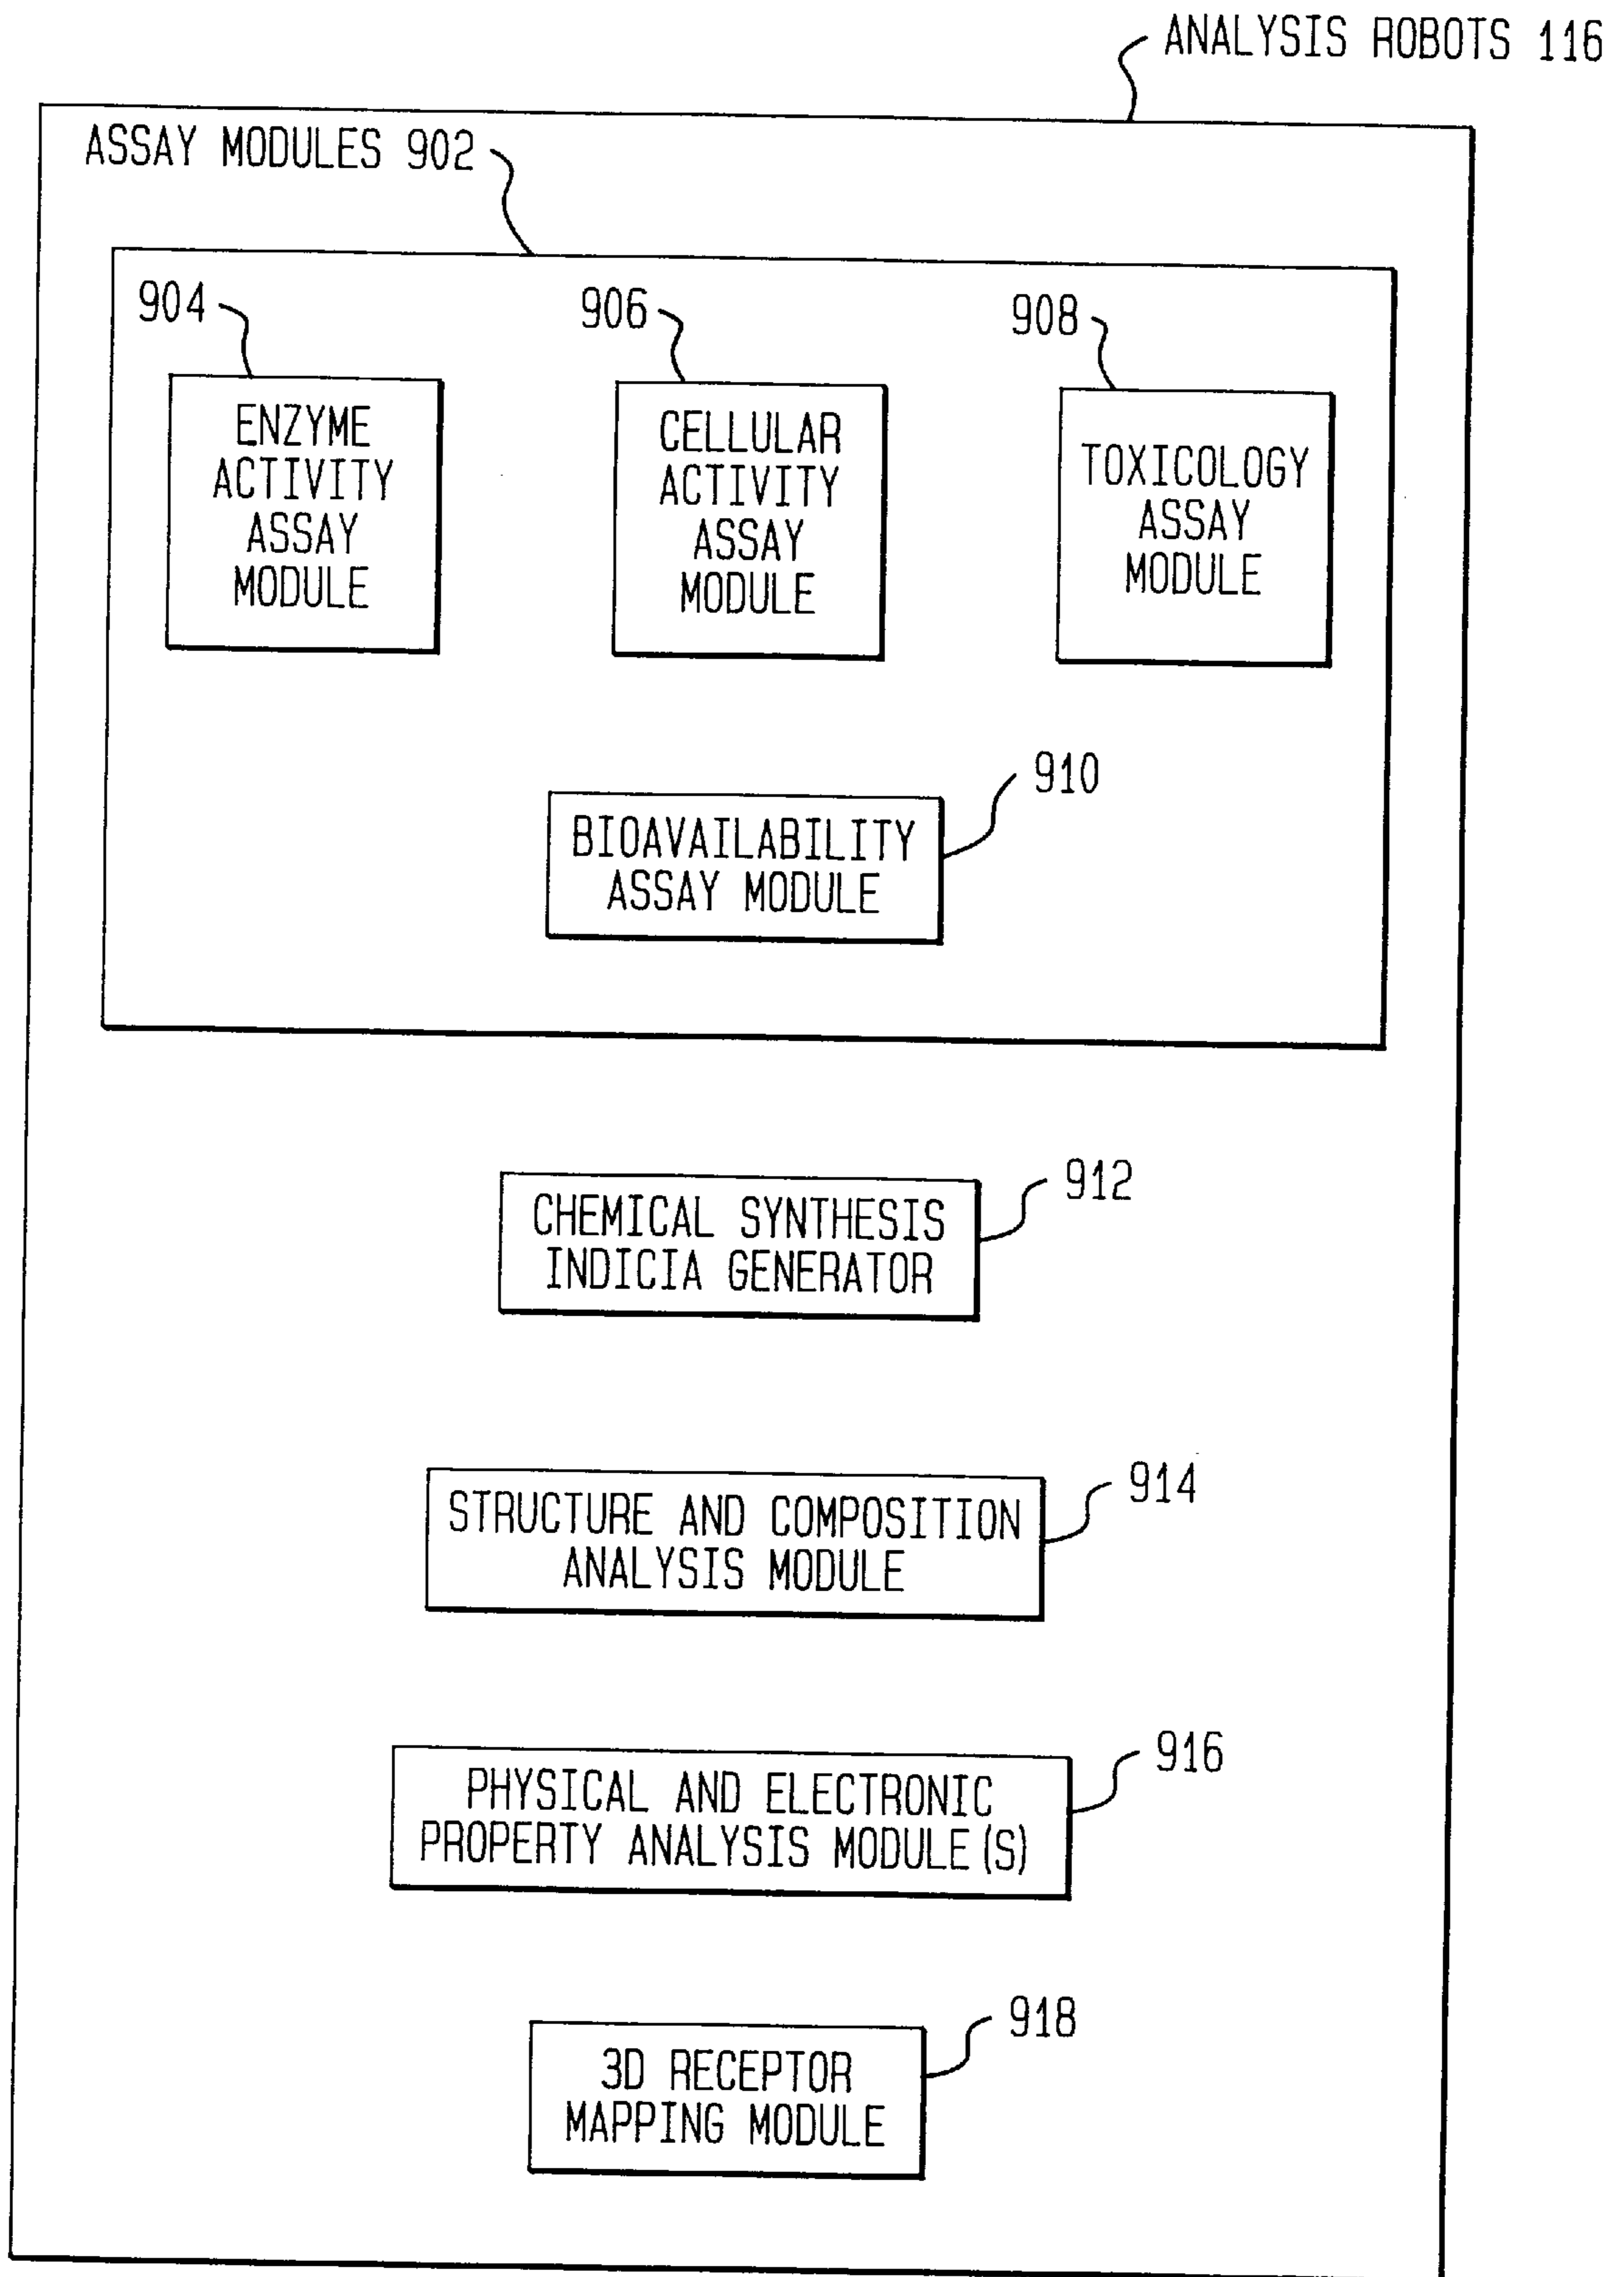 ANALYSIS ROBOTS 116
ASSAY MODULES 902
904
906
908
ENZYME
ACTIVITY
ASSAY
MODULE
CELLULAR
ACTIVITY
ASSAY
MODULE
TOXICOLOGY
ASSAY
MODULE
910
BIOAVAILABILITY
ASSAY MODULE
912
CHEMICAL SYNTHESIS
INDICIA GENERATOR
914
STRUCTURE AND COMPOSITION
ANALYSIS MODULE
916
PHYSICAL AND ELECTRONIC
PROPERTY ANALYSIS MODULE(S)
918
3D RECEPTOR
MAPPING MODULE